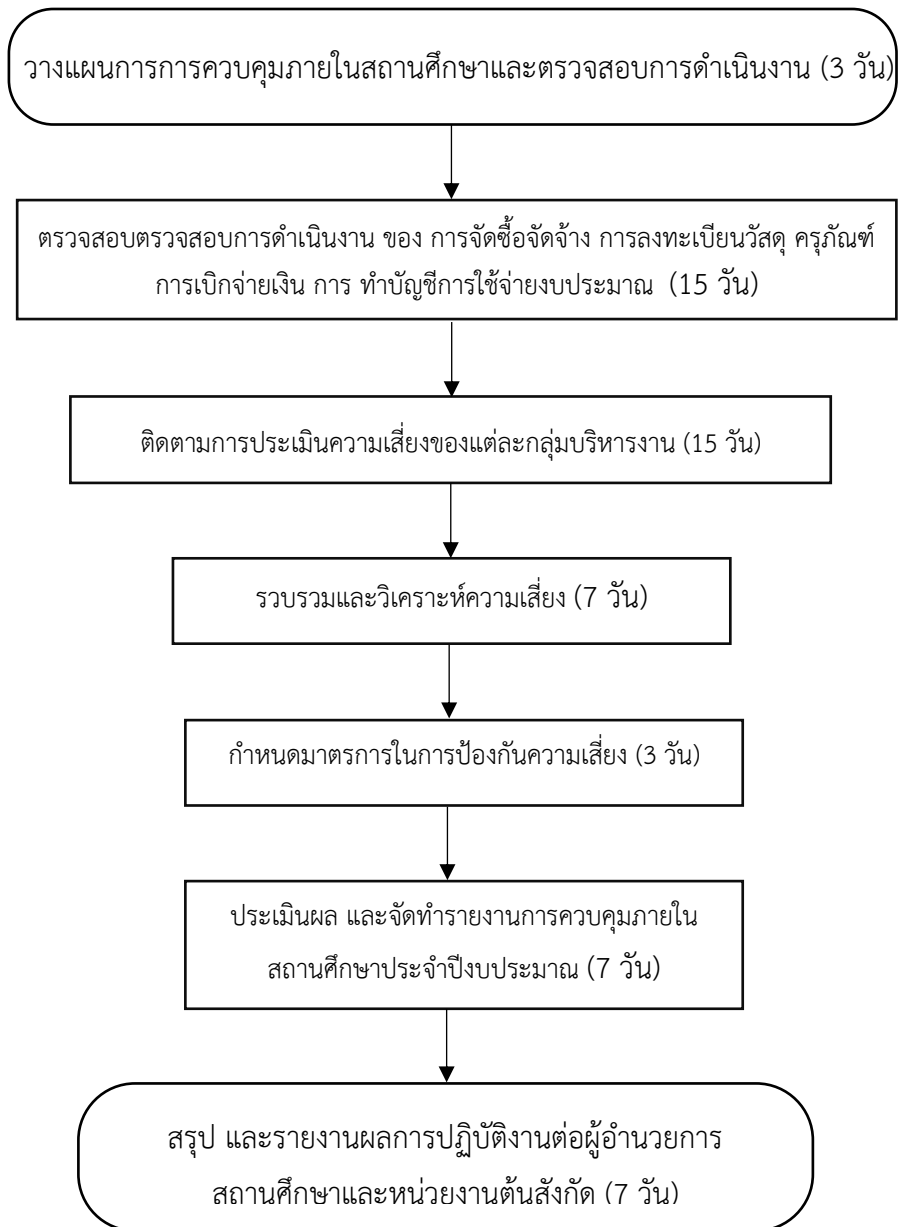 วางแผนการการควบคุมภายในสถานศึกษาและตรวจสอบการดำเนินงาน (3 วัน)
ตรวจสอบตรวจสอบการดำเนินงาน ของ การจัดซื้อจัดจ้าง การลงทะเบียนวัสดุ ครุภัณฑ์
การเบิกจ่ายเงิน การ ทำบัญชีการใช้จ่ายงบประมาณ (15 วัน)
ติดตามการประเมินความเสี่ยงของแต่ละกลุ่มบริหารงาน (15 วัน)
รวบรวมและวิเคราะห์ความเสี่ยง (7 วัน)
กำหนดมาตรการในการป้องกันความเสี่ยง (3 วัน)
ประเมินผล และจัดทำรายงานการควบคุมภายใน
สถานศึกษาประจำปีงบประมาณ (7 วัน)
สรุป และรายงานผลการปฏิบัติงานต่อผู้อำนวยการ
สถานศึกษาและหน่วยงานต้นสังกัด (7 วัน)